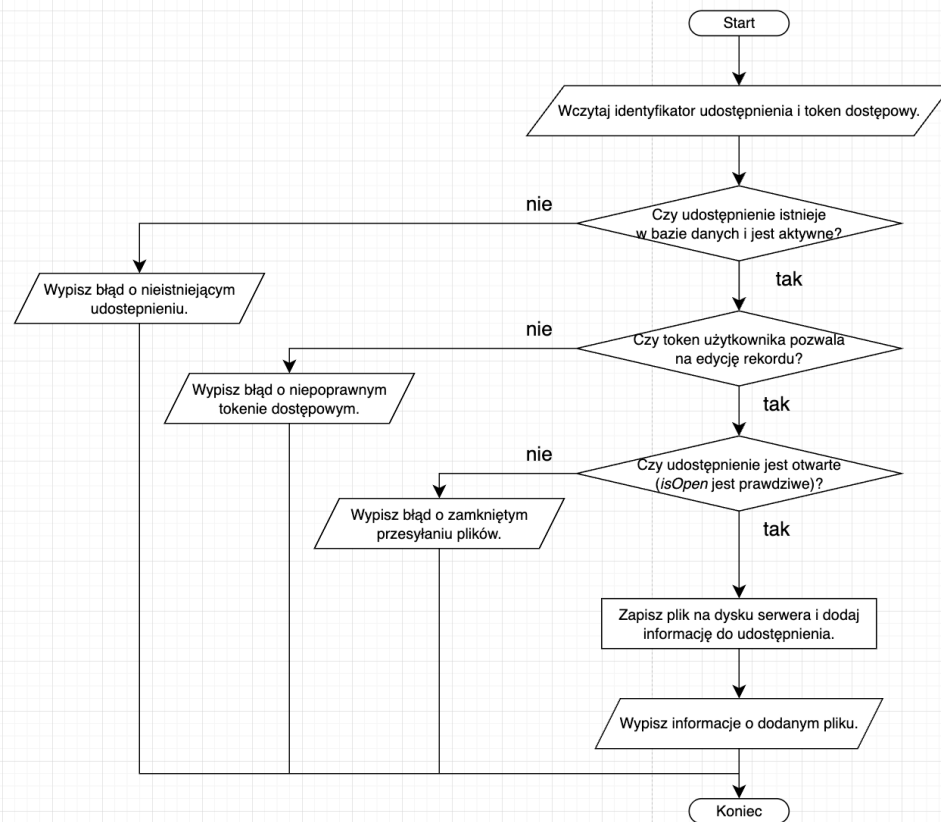 Start
Wczytaj identyfikator udostępnienia i token dostępowy.
nie
Czy udostępnienie istnieje
w bazie danych i jest aktywne?
tak
Wypisz błąd o nieistniejącym
udostepnieniu.
nie
Czy token użytkownika pozwala
na edycję rekordu?
tak
Wypisz błąd o niepoprawnym
tokenie dostępowym.
nie
Czy udostępnienie jest otwarte
(isOpen jest prawdziwe)?
tak
Wypisz błąd o zamkniętym
przesyłaniu plików.
Zapisz plik na dysku serwera i dodaj
informację do udostępnienia.
Wypisz informacje o dodanym pliku.
Koniec